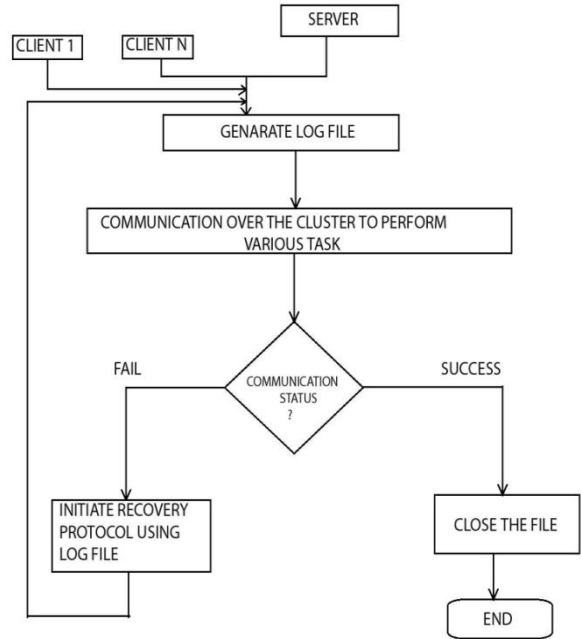 SERVER
CLIENT 1
CLIENT N
GENARATE LOG FILE
COMMUNICATION OVER THE CLUSTER TO PERFORM
VARIOUS TASK
FAIL
SUCCESS
COMMUNICATION
STATUS
?
INITIATE RECOVERY
PROTOCOL USING
LOG FILE
CLOSE THE FILE
END